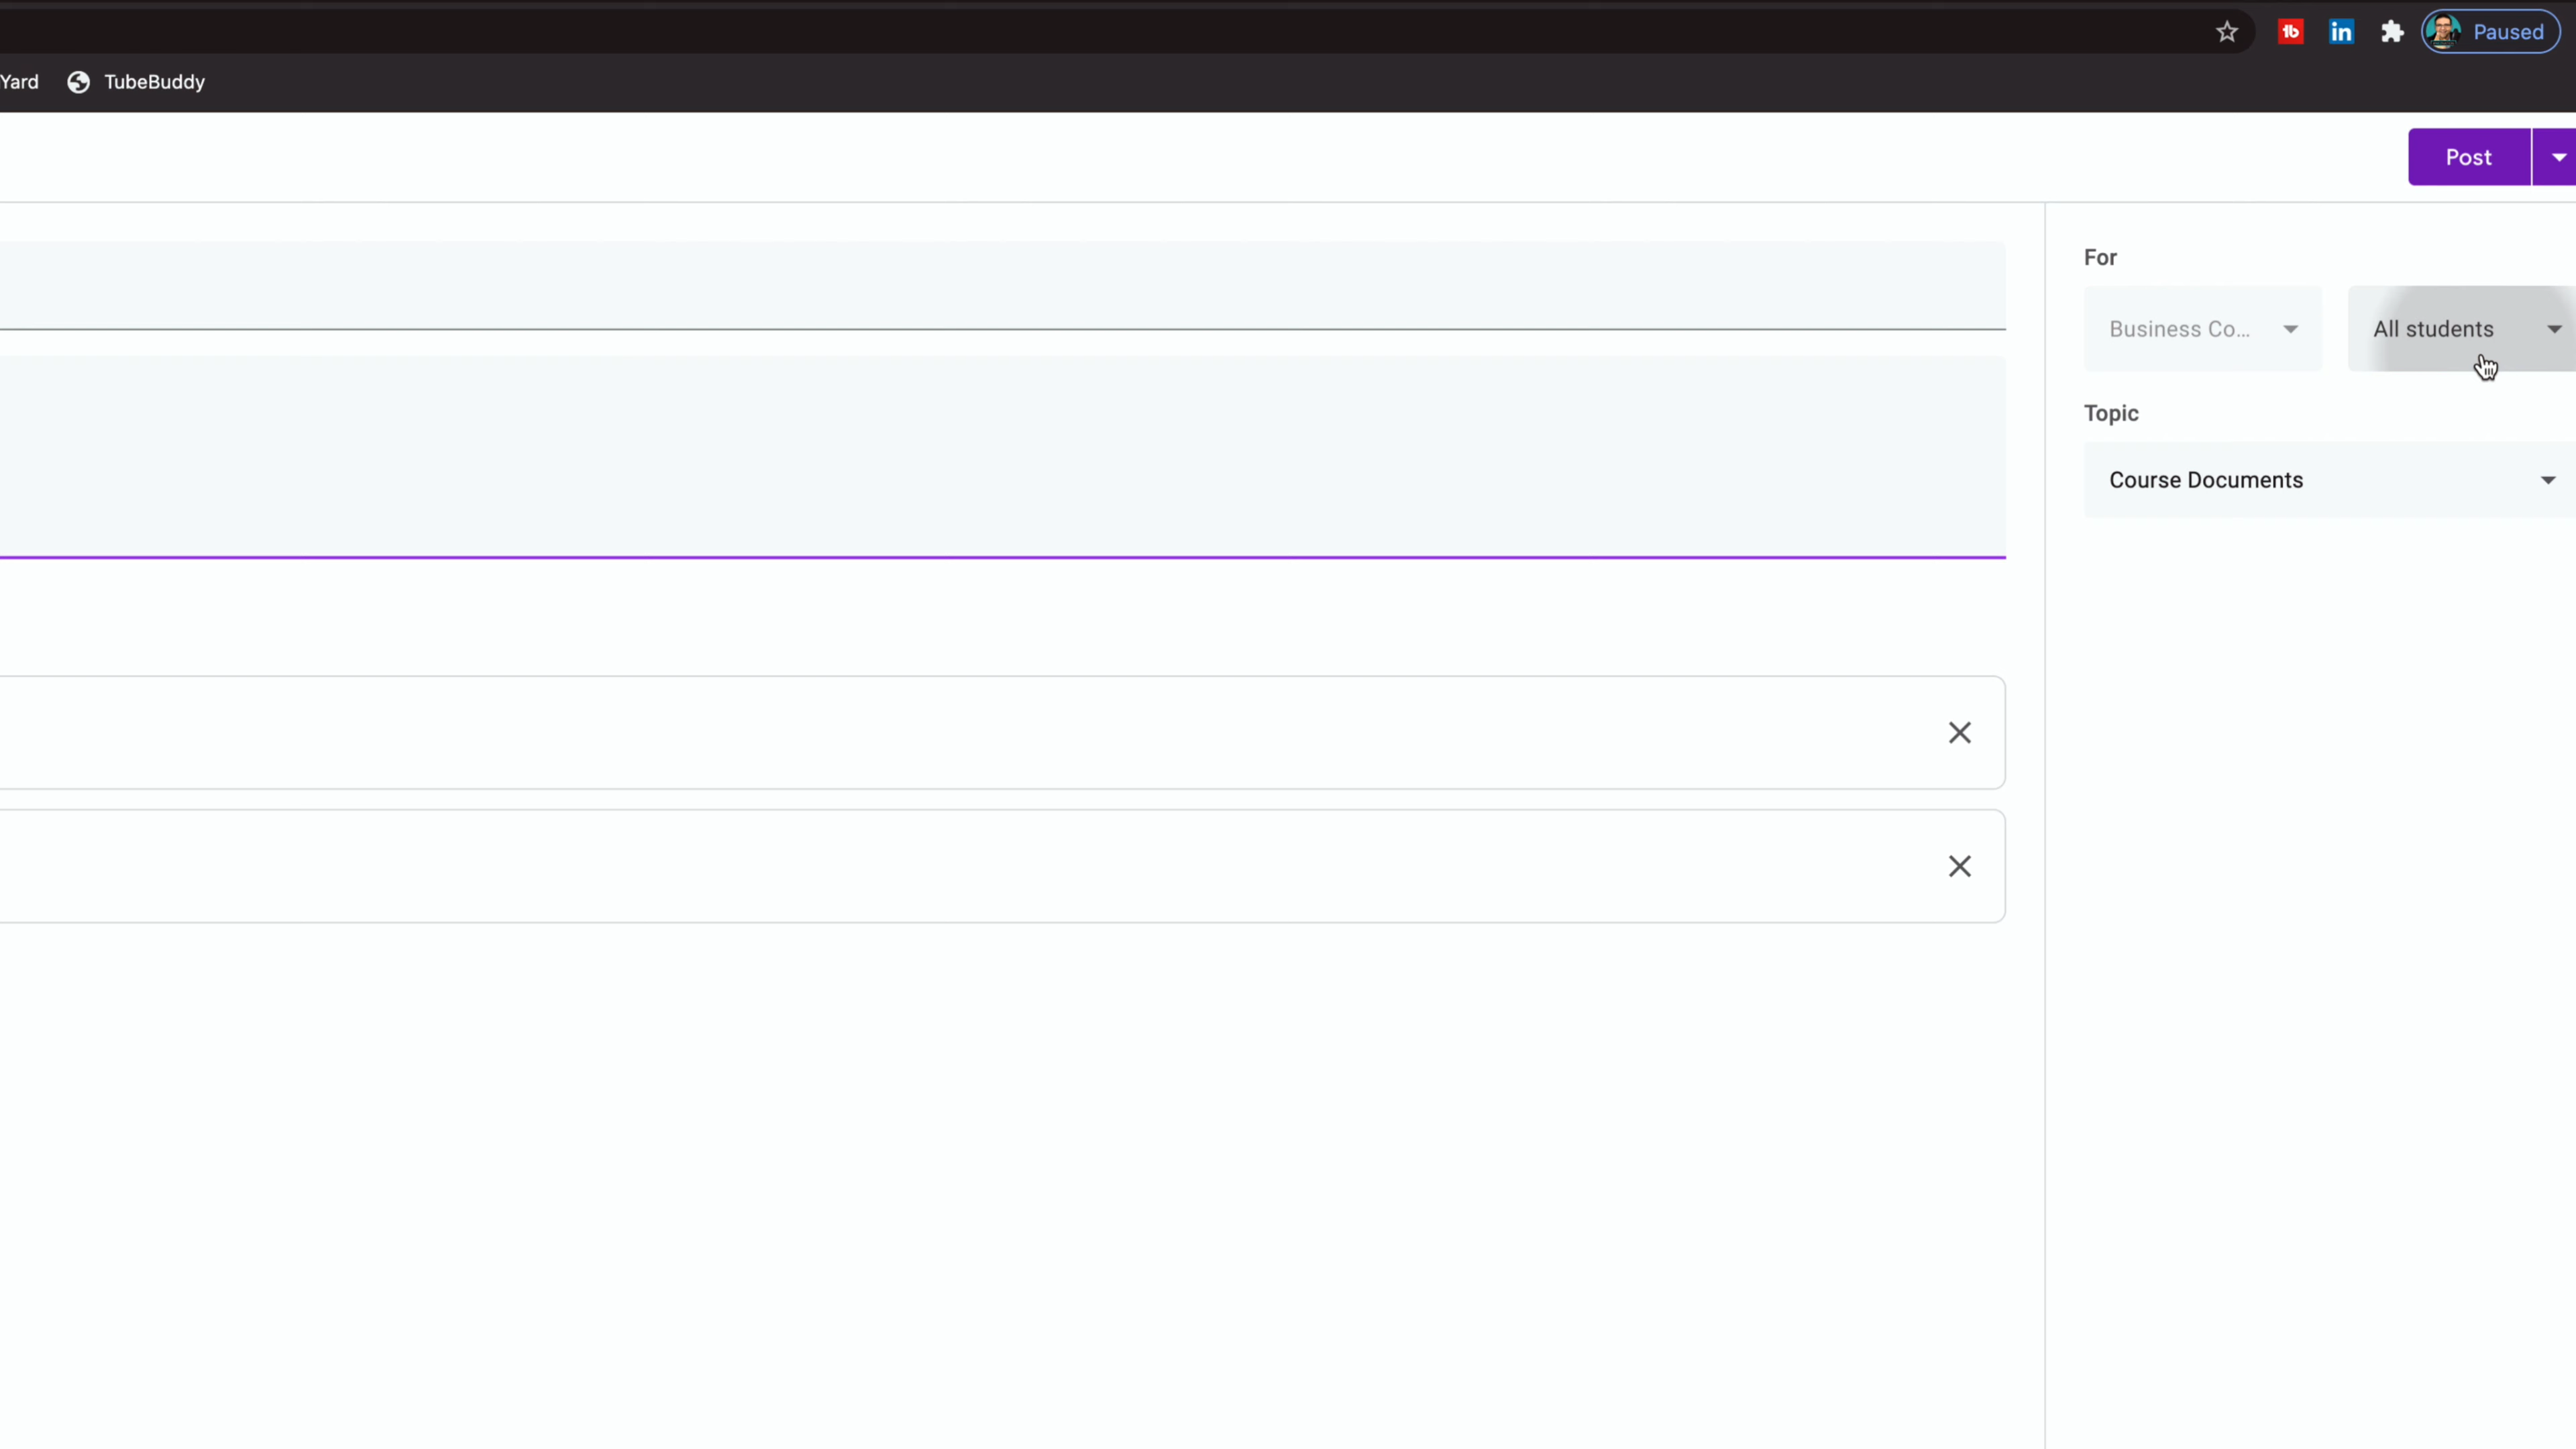 Paused
Yard TubeBuddy
Post
For
Business Co... All students
Topic
Course Documents